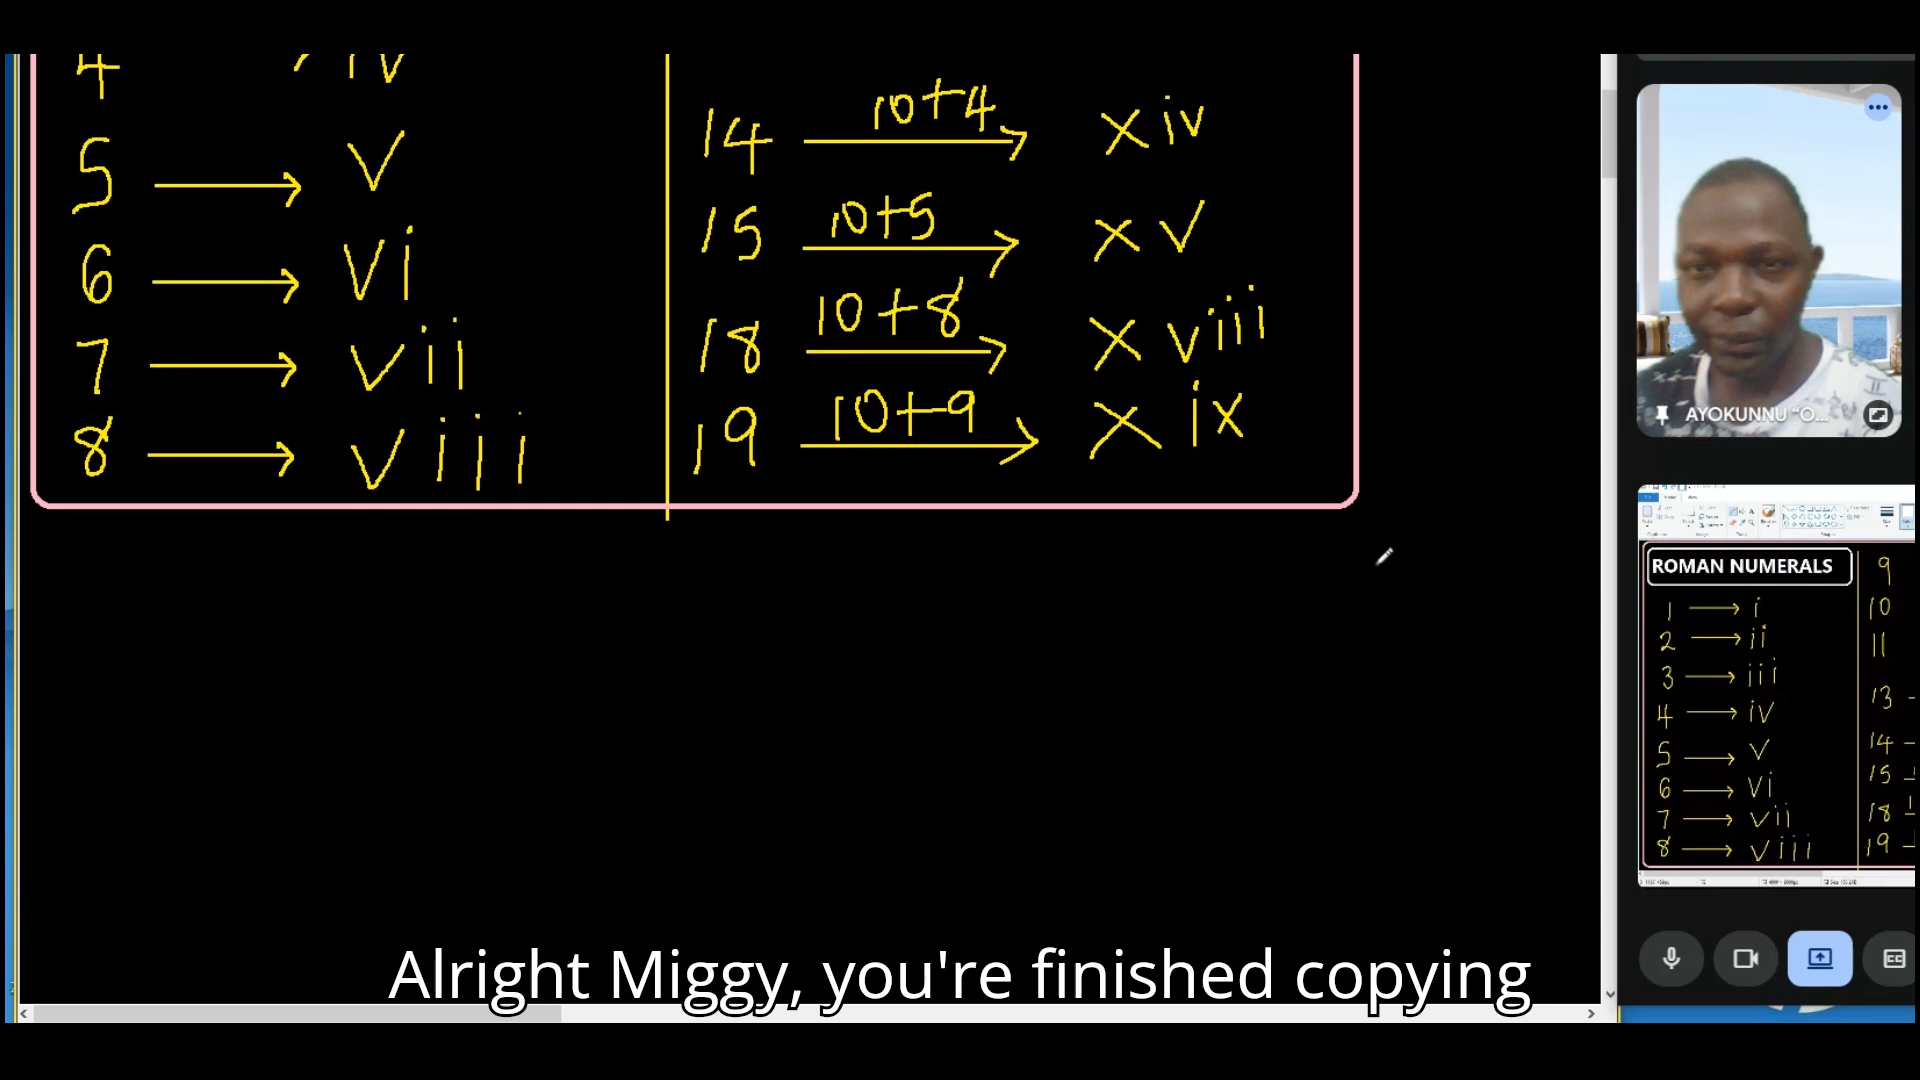 4 → iv
5 → v
6 → vi
7 → vii
8 → viii
14 10+4 → xiv
15 10+5 → xv
18 10+8 → xviii
19 10+9 → xix
AYOKUNNU "O...
ROMAN NUMERALS
1 → i
2 → ii
3 → iii
4 → iv
5 → v
6 → vi
7 → vii
8 → viii
9
10
11
13
14
15
18
19
Alright Miggy, you're finished copying